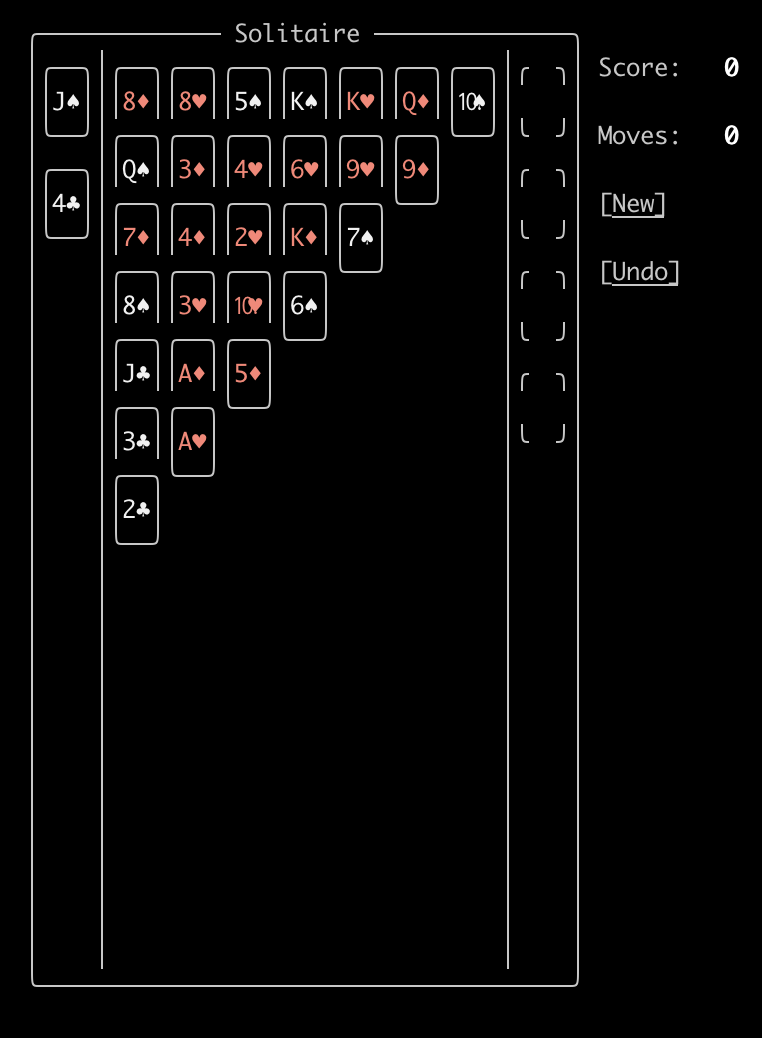 Solitaire
J♠ 8♦ 8♥ 5♠ K♠ K♥ Q♦ 10♠ Score: 0
Q♠ 3♦ 4♥ 6♥ 9♥ 9♦ Moves: 0
4♣ [New]
7♦ 4♦ 2♥ K♦ 7♠
[Undo]
8♠ 3♥ 10♥ 6♠
J♣ A♦ 5♦
3♣ A♥
2♣